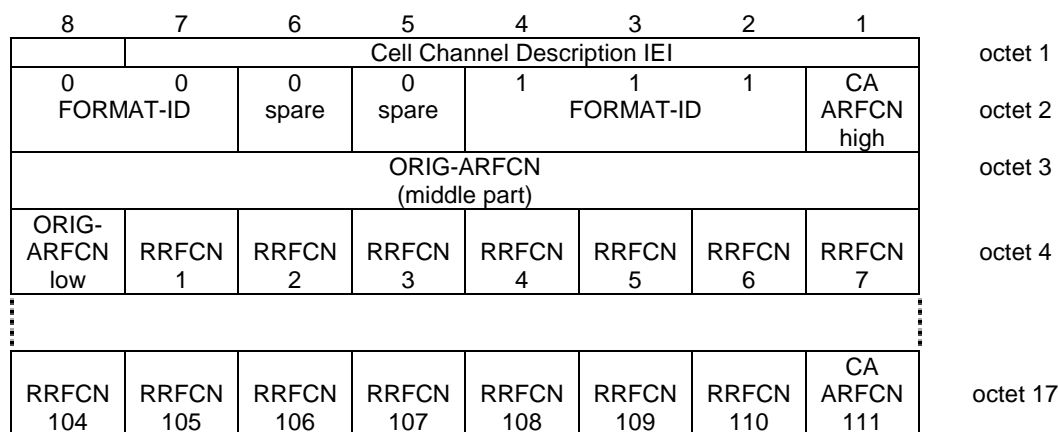 8 7 6 5 4 3 2 1
Cell Channel Description IEI octet 1
0 0 0 0 1 1 1 CA
FORMAT-ID spare spare FORMAT-ID ARFCN octet 2
high
ORIG-ARFCN octet 3
(middle part)
ORIG-
ARFCN RRFCN RRFCN RRFCN RRFCN RRFCN RRFCN RRFCN octet 4
low 1 2 3 4 5 6 7
CA
RRFCN RRFCN RRFCN RRFCN RRFCN RRFCN RRFCN ARFCN octet 17
104 105 106 107 108 109 110 111